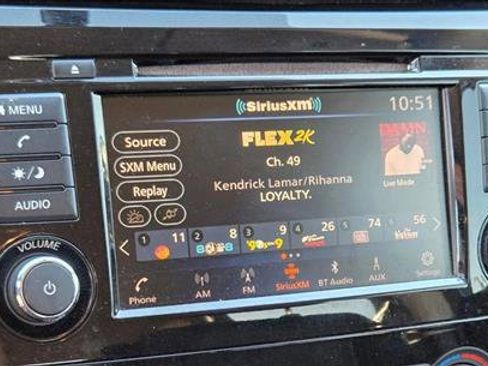 MENU
AUDIO
VOLUME
((SiriusXM))
10:51
Source
FLEX2K
DAMN.
SXM Menu
Ch. 49
Replay
Kendrick Lamar/Rihanna
LOYALTY.
Live Mode
1 11
2 8
3 9
4 26
5 74
6 56
Phone
AM
FM
SiriusXM
BT Audio
AUX
Settings